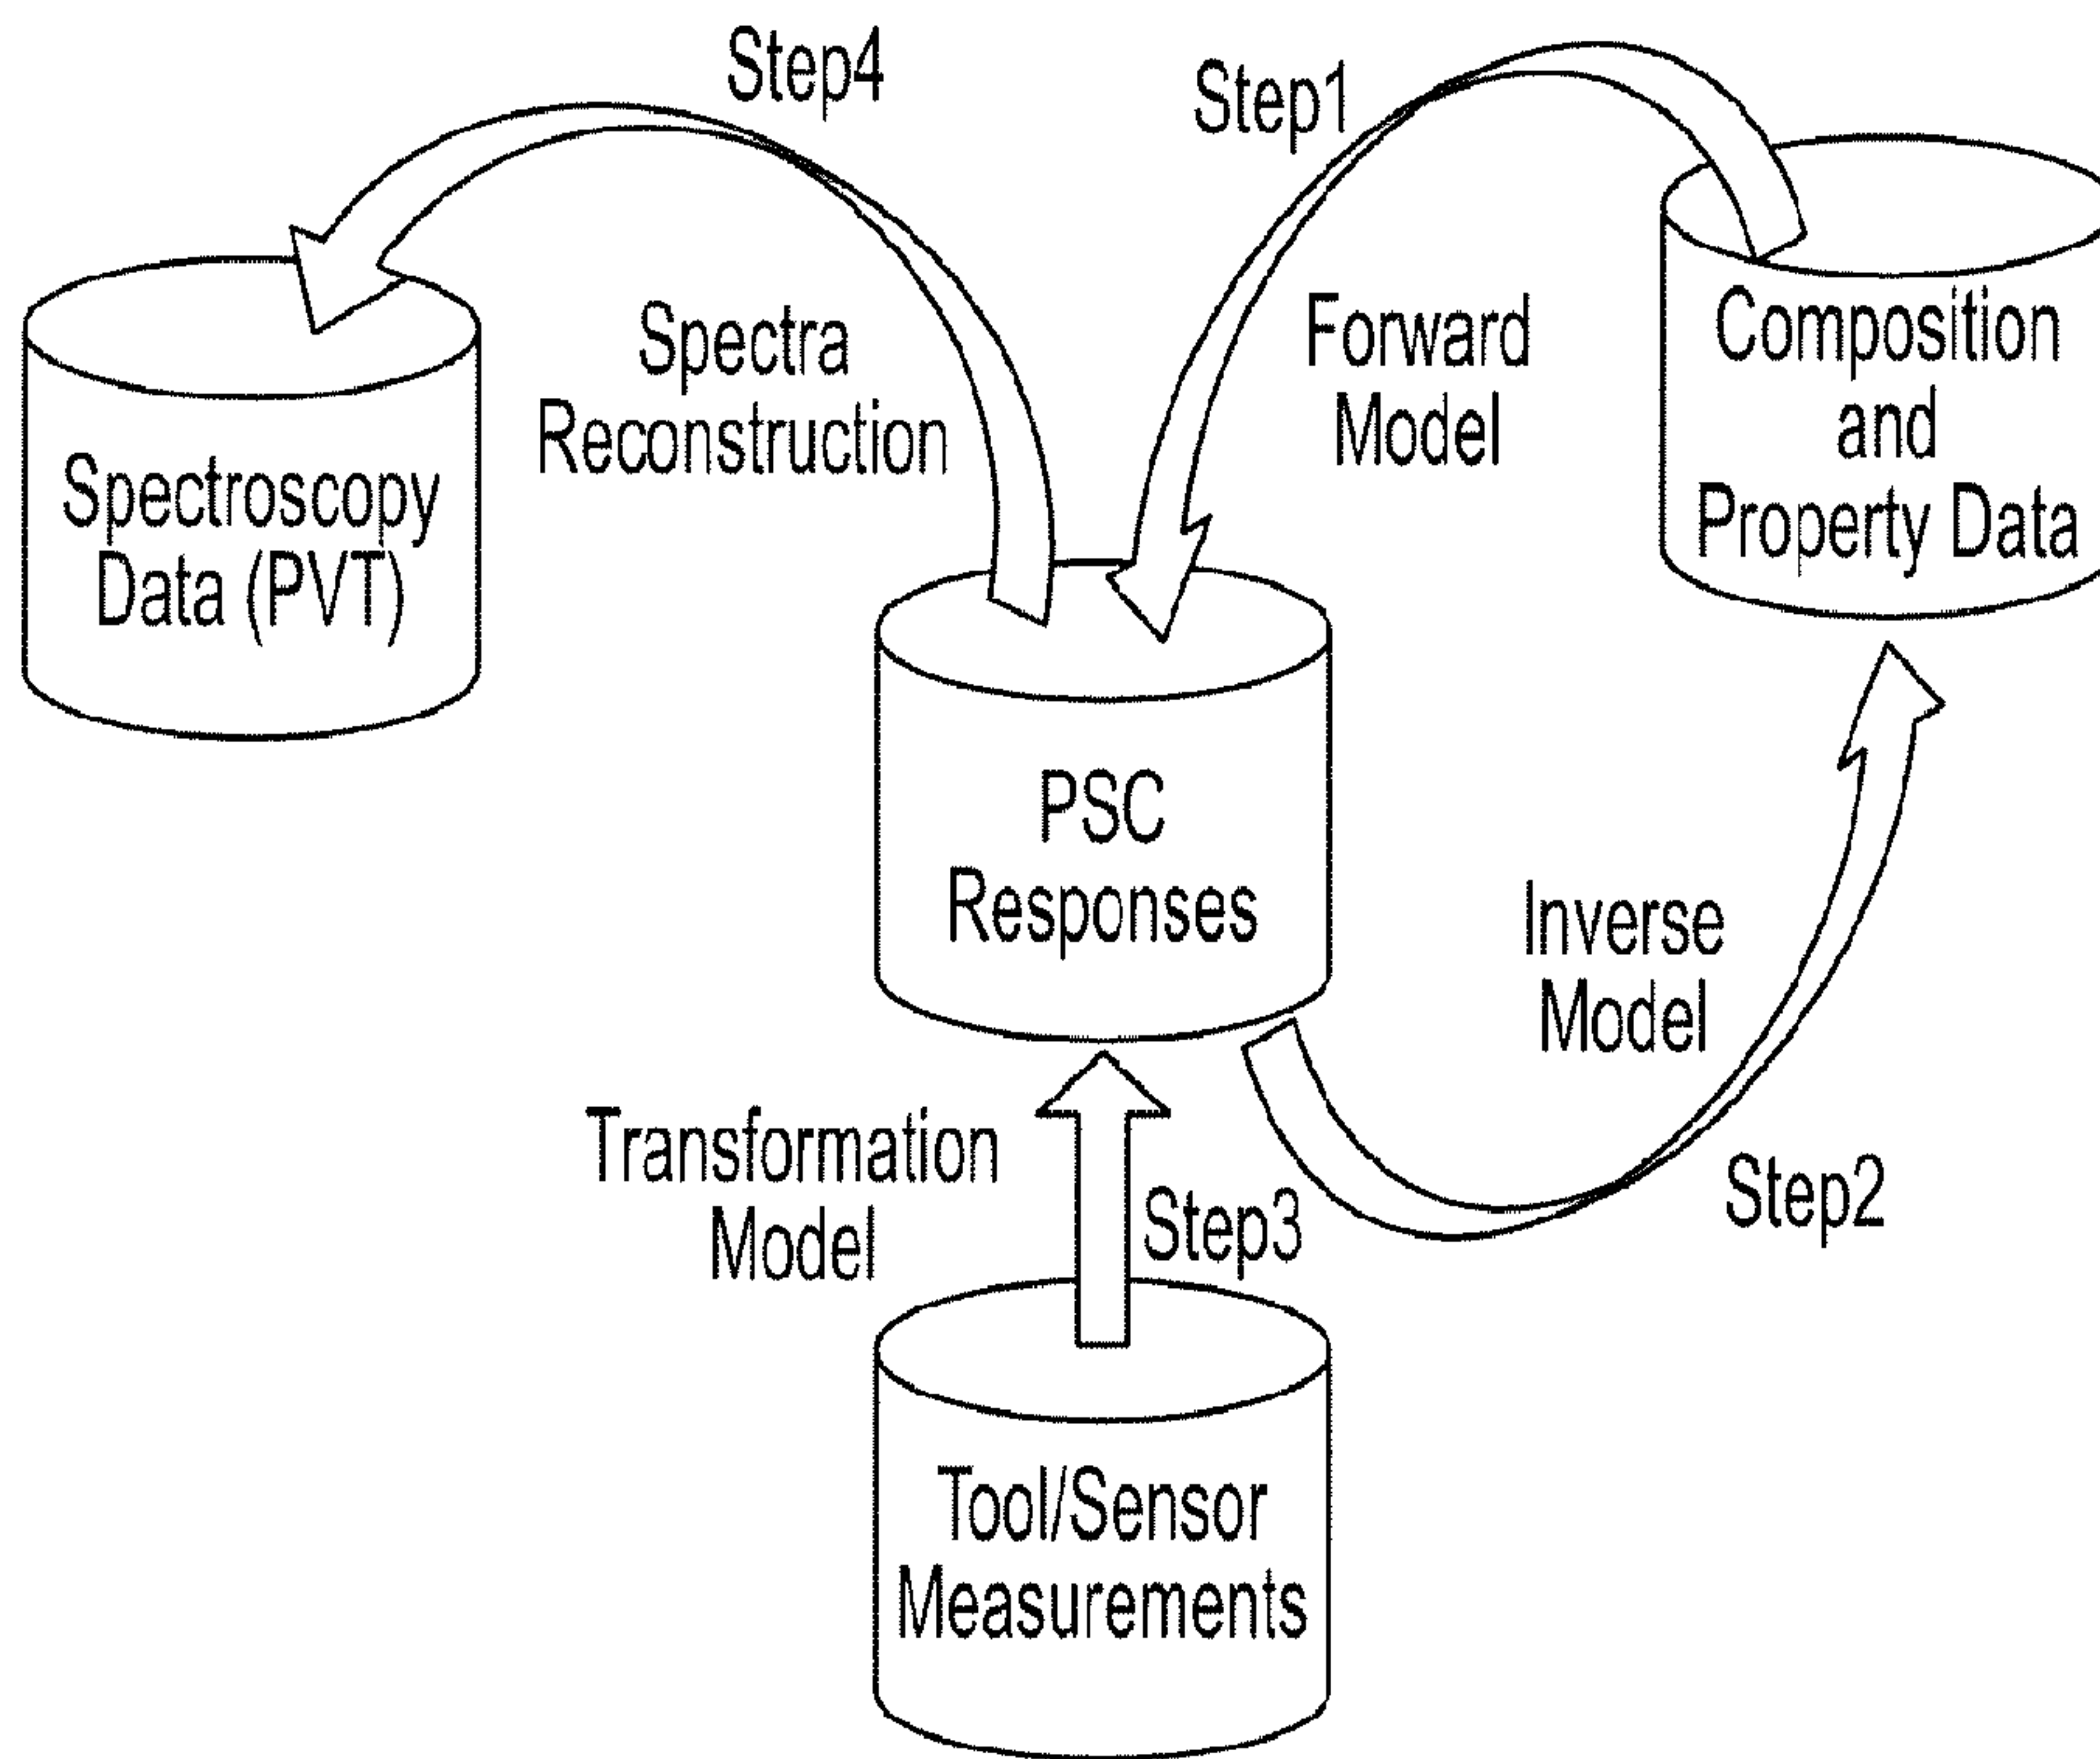 Step4
Step1
Spectra
Reconstruction
Forward
Model
Composition
and
Property Data
Spectroscopy
Data (PVT)
PSC
Responses
Inverse
Model
Transformation
Model
Step3
Step2
Tool/Sensor
Measurements